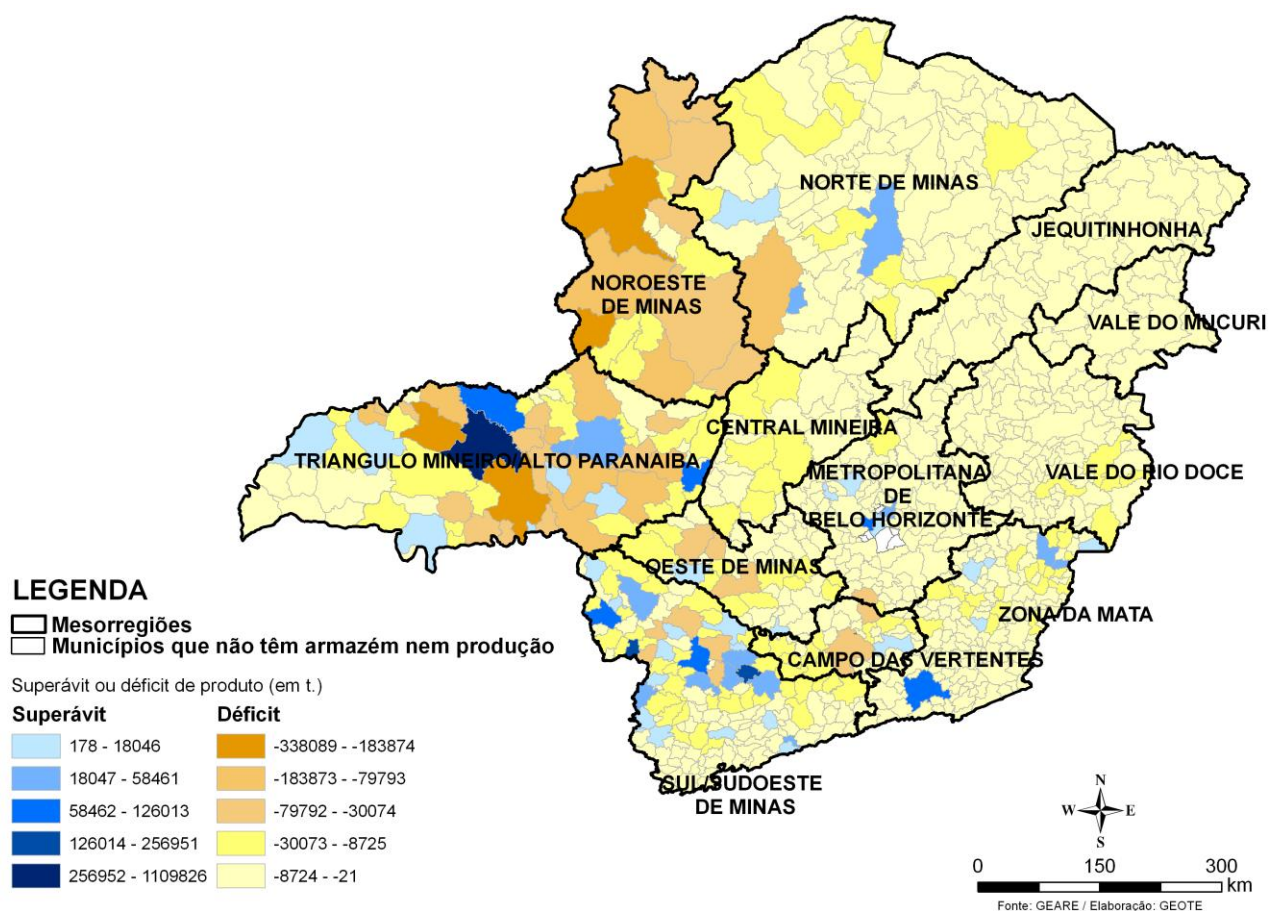 NORTE DE MINAS
JEQUITINHONHA
NOROESTE
DE MINAS
VALE DO MUCURI
CENTRAL MINEIRA
TRIANGULO MINEIRO/ALTO PARANAIBA
METROPOLITANA
DE
BELO HORIZONTE
VALE DO RIO DOCE
OESTE DE MINAS
ZONA DA MATA
CAMPO DAS VERTENTES
SUL/SUDOESTE
DE MINAS
LEGENDA
Mesorregiões
Municípios que não têm armazém nem produção
Superávit ou déficit de produto (em t.)
Superávit Déficit
178 - 18046 -338089 - -183874
18047 - 58461 -183873 - -79793
58462 - 126013 -79792 - -30074
126014 - 256951 -30073 - -8725
256952 - 1109826 -8724 - -21
N
W E
S
0 150 300
km
Fonte: GEARE / Elaboração: GEOTE